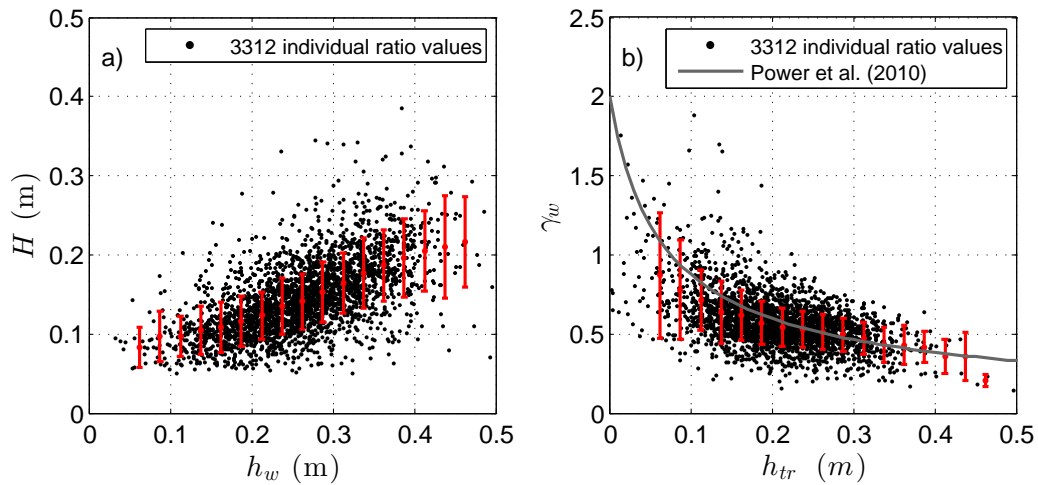 a)
3312 individual ratio values
0.5
0.4
0.3
0.2
0.1
0
H (m)
0 0.1 0.2 0.3 0.4 0.5
h_w (m)
b)
3312 individual ratio values
Power et al. (2010)
2.5
2
1.5
1
0.5
0
γ_w
0 0.1 0.2 0.3 0.4 0.5
h_{tr} (m)